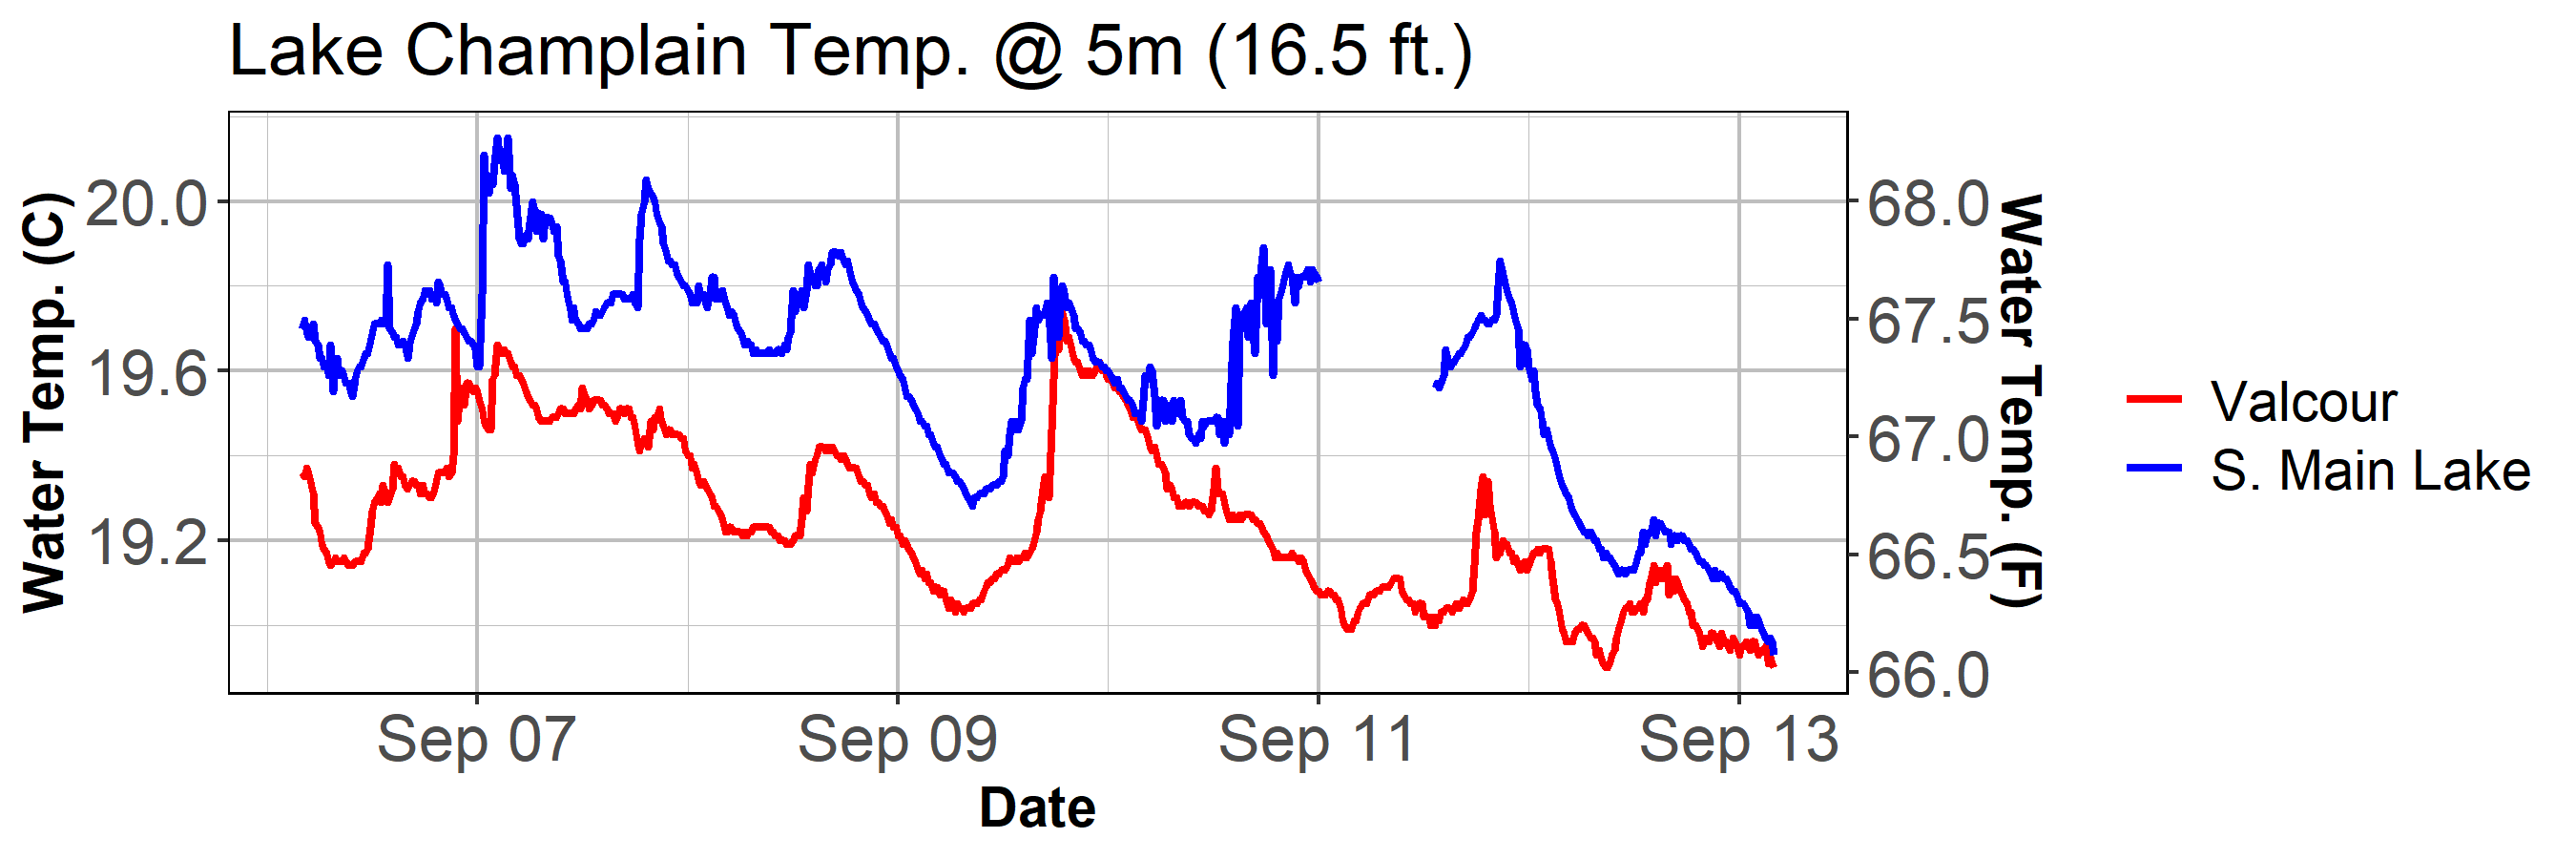 Lake Champlain Temp. @ 5m (16.5 ft.)
Water Temp. (C)
20.0
19.6
19.2
68.0
67.5
67.0
66.5
66.0
Water Temp. (F)
Sep 07
Sep 09
Sep 11
Sep 13
Date
Valcour
S. Main Lake